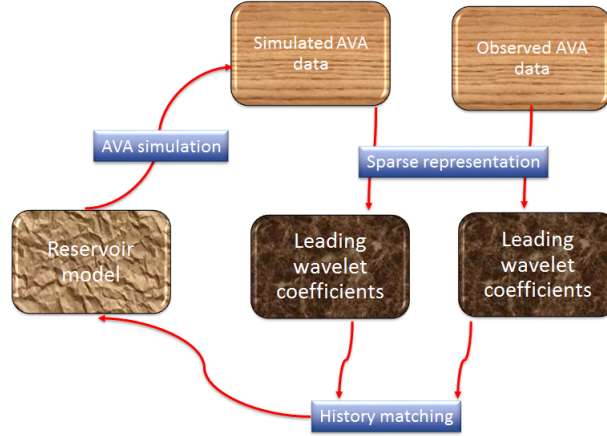 Simulated AVA
data
Observed AVA
data
AVA simulation
Sparse representation
Reservoir
model
Leading
wavelet
coefficients
Leading
wavelet
coefficients
History matching